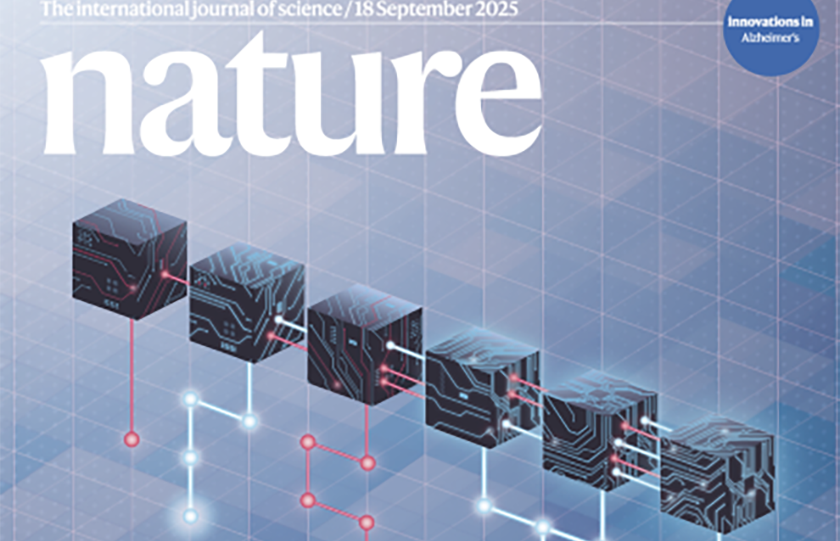 The international journal of science / 18 September 2025
Innovations in
Alzheimer's
nature